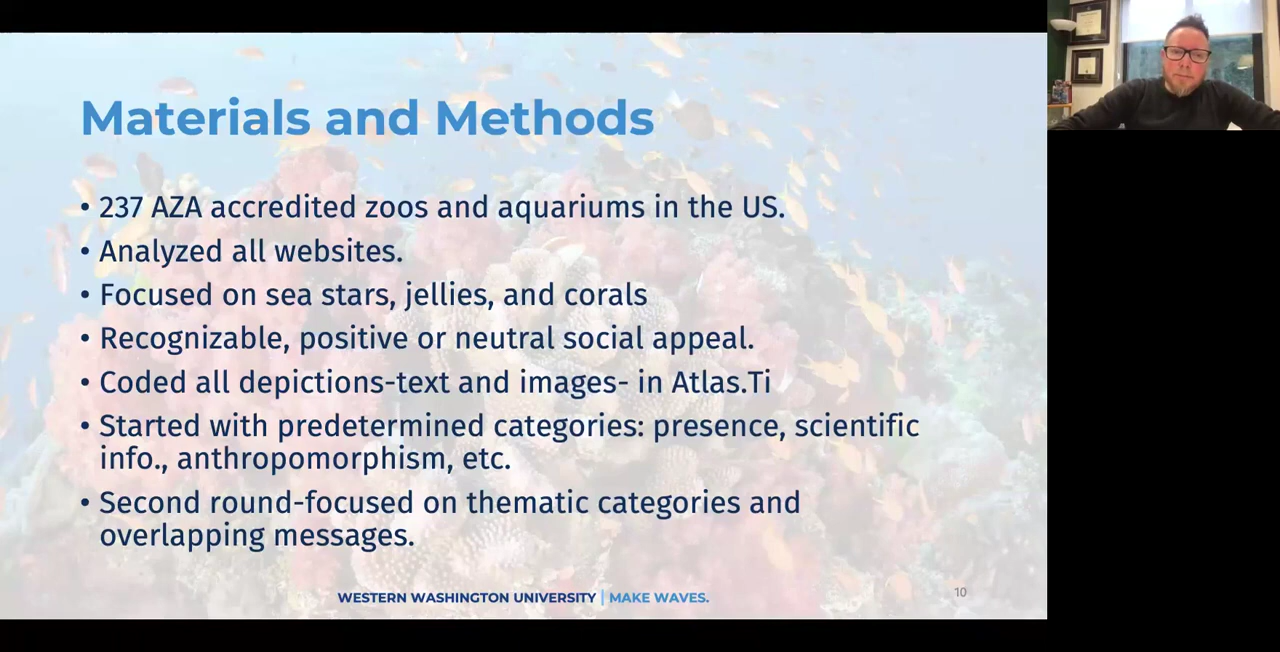 Materials and Methods
• 237 AZA accredited zoos and aquariums in the US.
• Analyzed all websites.
• Focused on sea stars, jellies, and corals
• Recognizable, positive or neutral social appeal.
• Coded all depictions-text and images- in Atlas.Ti
• Started with predetermined categories: presence, scientific
info., anthropomorphism, etc.
• Second round-focused on thematic categories and
overlapping messages.
WESTERN WASHINGTON UNIVERSITY | MAKE WAVES.
10